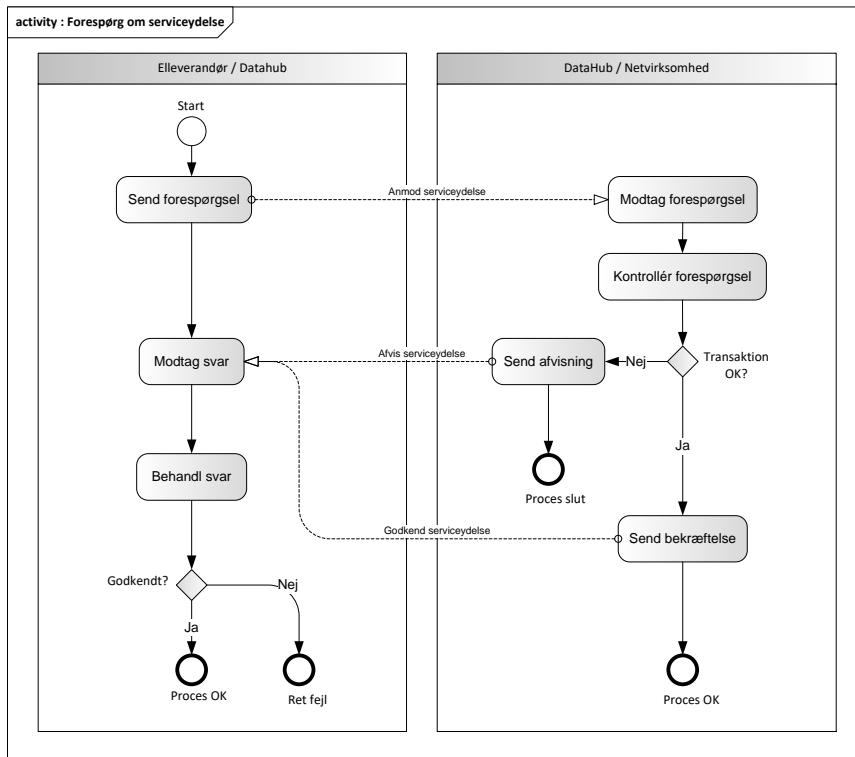 activity : Forespørg om serviceydelse
Elleverandør / Datahub
DataHub / Netvirksomhed
Start
Send forespørgsel
Anmod serviceydelse
Modtag forespørgsel
Kontrollér forespørgsel
Modtag svar
Afvis serviceydelse
Send afvisning
Nej
Transaktion
OK?
Ja
Behandl svar
Proces slut
Godkend serviceydelse
Send bekræftelse
Godkendt?
Nej
Ja
Proces OK
Ret fejl
Proces OK